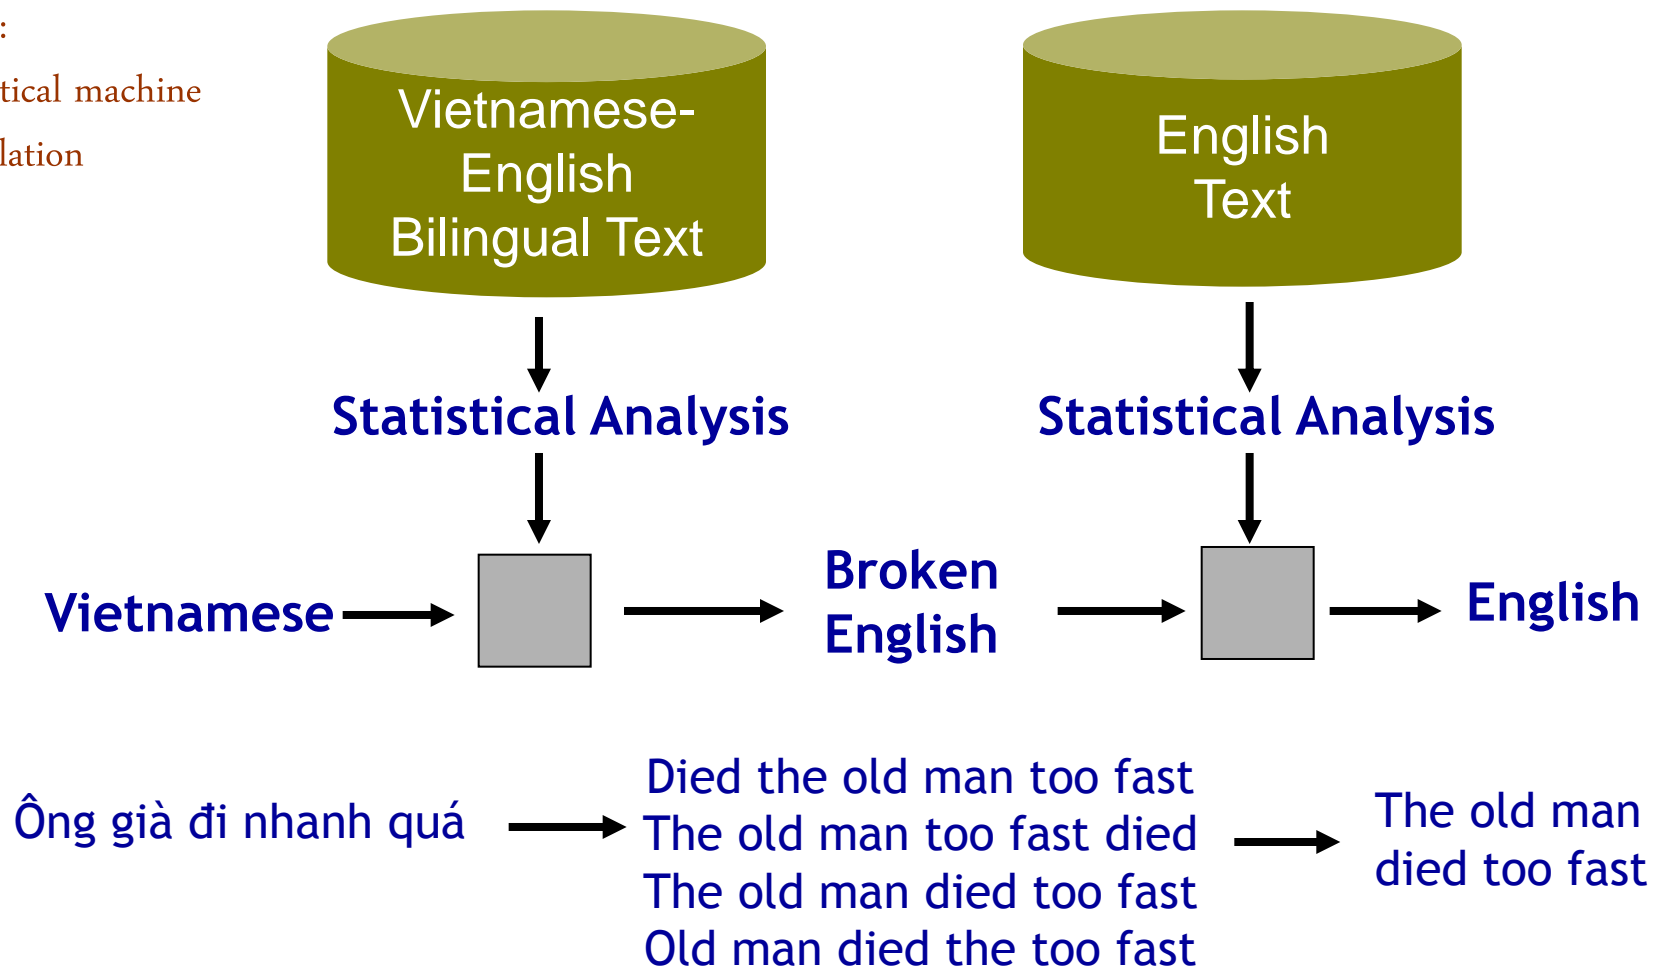 :
tical machine
lation
Vietnamese-
English
Bilingual Text
English
Text
Statistical Analysis
Statistical Analysis
Vietnamese
Broken
English
English
Ông già đi nhanh quá
Died the old man too fast
The old man too fast died
The old man died too fast
Old man died the too fast
The old man
died too fast